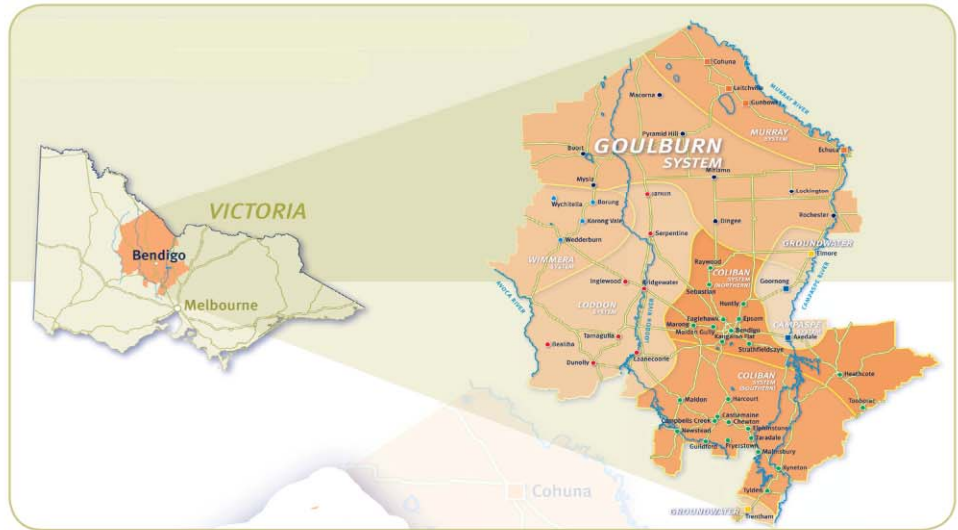 VICTORIA
Bendigo
Melbourne
Cohuna
Leitchville
Gunbower
MURRAY RIVER
Macorna
MURRAY
SYSTEM
Pyramid Hill
GOULBURN
SYSTEM
Echuca
Boort
Mysia
Mitiamo
Lockington
Wychitella
Borung
Jarklin
Rochester
Korong Vale
Dingee
Serpentine
Wedderburn
GROUNDWATER
Elmore
WIMMERA
SYSTEM
Raywood
COLIBAN
SYSTEM
(NORTHERN)
Goornong
CAMPASPE RIVER
AVOCA RIVER
Inglewood
Bridgewater
Sebastian
LODDON
SYSTEM
LODDON RIVER
Huntly
Eaglehawk
Epsom
CAMPASPE
Marong
Bendigo
Maiden Gully
Kangaroo Flat
Axedale
Tarnagulla
Strathfieldsaye
Bealiba
Laanecoorie
Dunolly
COLIBAN
SYSTEM
(SOUTHERN)
Heathcote
Tooborac
Maldon
Harcourt
Castlemaine
Campbells Creek
Chewton
Newstead
Elphinstone
Taradale
Guildford
Fryerstown
Malmsbury
Kyneton
Tylden
GROUNDWATER
Trentham
Cohuna